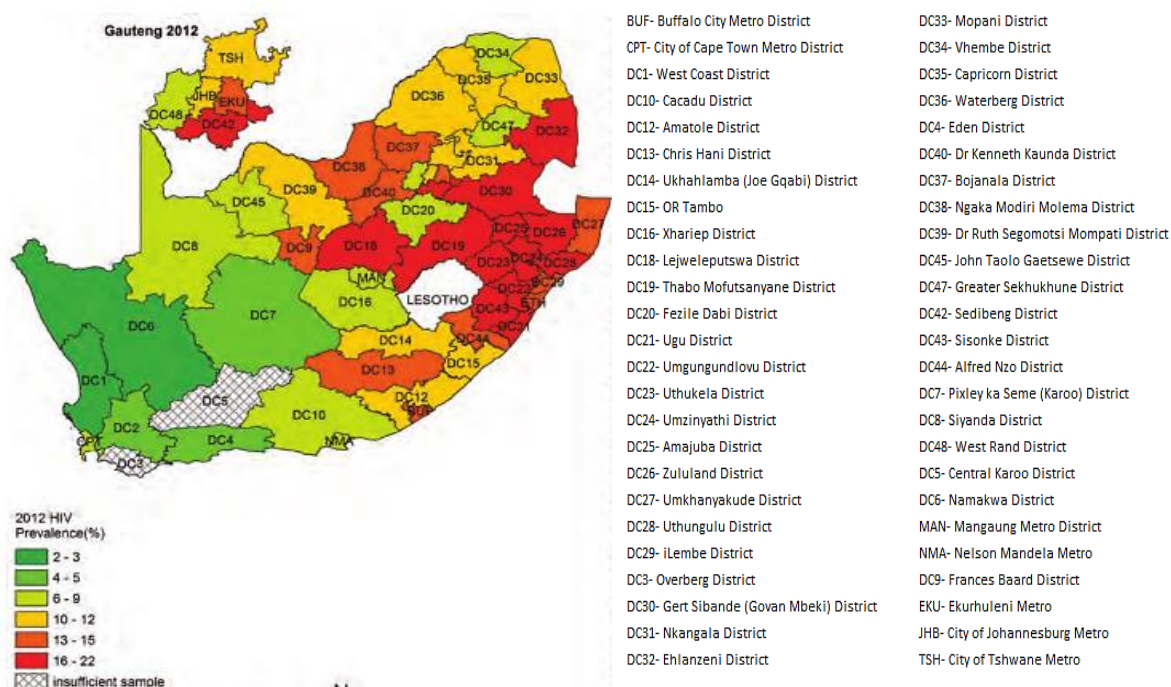 Gauteng 2012
TSH
JHB
EKU
DC48
DC42
DC34
DC35
DC33
DC36
DC47
DC32
DC37
DC38
DC31
DC39
DC40
DC30
DC45
DC20
DC27
DC8
DC9
DC18
DC19
DC25
DC26
DC23
DC24
DC28
MAN
DC22
DC29
DC16
LESOTHO
ETH
DC6
DC7
DC43
DC21
DC14
DC44
DC15
DC1
DC13
DC5
DC12
BUF
DC10
DC2
DC4
CPT
NMA
DC3
2012 HIV
Prevalence(%)
2 - 3
4 - 5
6 - 9
10 - 12
13 - 15
16 - 22
insufficient sample
N
BUF- Buffalo City Metro District
CPT- City of Cape Town Metro District
DC1- West Coast District
DC10- Cacadu District
DC12- Amatole District
DC13- Chris Hani District
DC14- Ukhahlamba (Joe Gqabi) District
DC15- OR Tambo
DC16- Xhariep District
DC18- Lejweleputswa District
DC19- Thabo Mofutsanyane District
DC20- Fezile Dabi District
DC21- Ugu District
DC22- Umgungundlovu District
DC23- Uthukela District
DC24- Umzinyathi District
DC25- Amajuba District
DC26- Zululand District
DC27- Umkhanyakude District
DC28- Uthungulu District
DC29- iLembe District
DC3- Overberg District
DC30- Gert Sibande (Govan Mbeki) District
DC31- Nkangala District
DC32- Ehlanzeni District
DC33- Mopani District
DC34- Vhembe District
DC35- Capricorn District
DC36- Waterberg District
DC4- Eden District
DC40- Dr Kenneth Kaunda District
DC37- Bojanala District
DC38- Ngaka Modiri Molema District
DC39- Dr Ruth Segomotsi Mompati District
DC45- John Taolo Gaetsewe District
DC47- Greater Sekhukhune District
DC42- Sedibeng District
DC43- Sisonke District
DC44- Alfred Nzo District
DC7- Pixley ka Seme (Karoo) District
DC8- Siyanda District
DC48- West Rand District
DC5- Central Karoo District
DC6- Namakwa District
MAN- Mangaung Metro District
NMA- Nelson Mandela Metro
DC9- Frances Baard District
EKU- Ekurhuleni Metro
JHB- City of Johannesburg Metro
TSH- City of Tshwane Metro